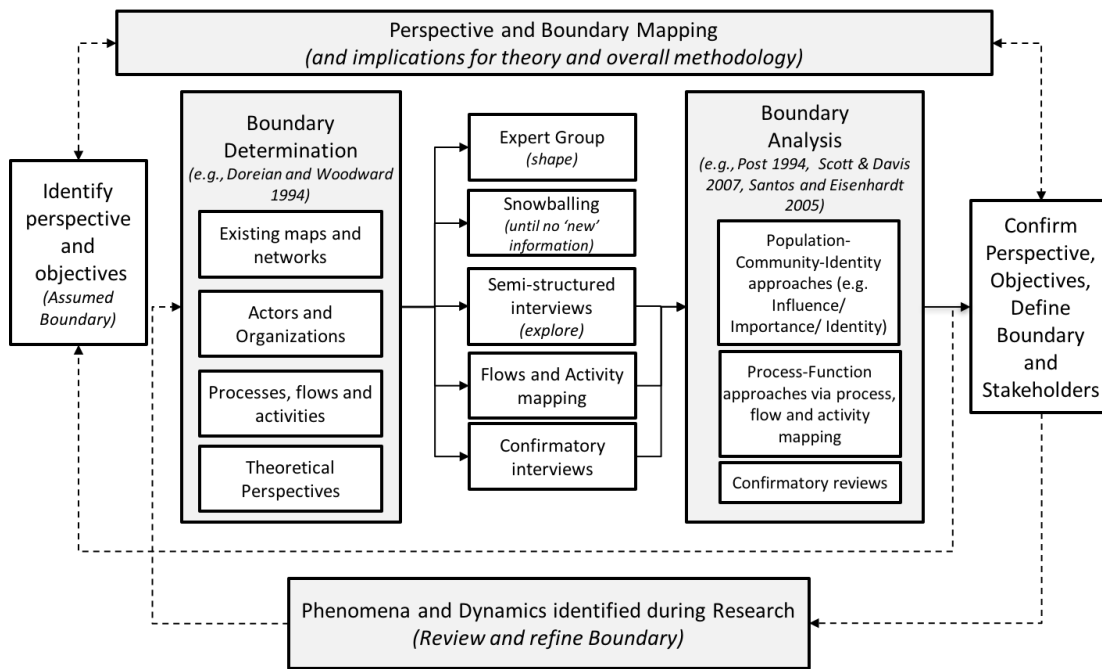 Perspective and Boundary Mapping
(and implications for theory and overall methodology)
Identify
perspective
and
objectives
(Assumed
Boundary)
Boundary
Determination
(e.g., Doreian and Woodward
1994)
Existing maps and
networks
Actors and
Organizations
Processes, flows and
activities
Theoretical
Perspectives
Expert Group
(shape)
Snowballing
(until no ‘new’
information)
Semi-structured
interviews
(explore)
Flows and Activity
mapping
Confirmatory
interviews
Boundary
Analysis
(e.g., Post 1994, Scott & Davis
2007, Santos and Eisenhardt
2005)
Population-
Community-Identity
approaches (e.g.
Influence/
Importance/ Identity)
Process-Function
approaches via process,
flow and activity
mapping
Confirmatory reviews
Confirm
Perspective,
Objectives,
Define
Boundary
and
Stakeholders
Phenomena and Dynamics identified during Research
(Review and refine Boundary)